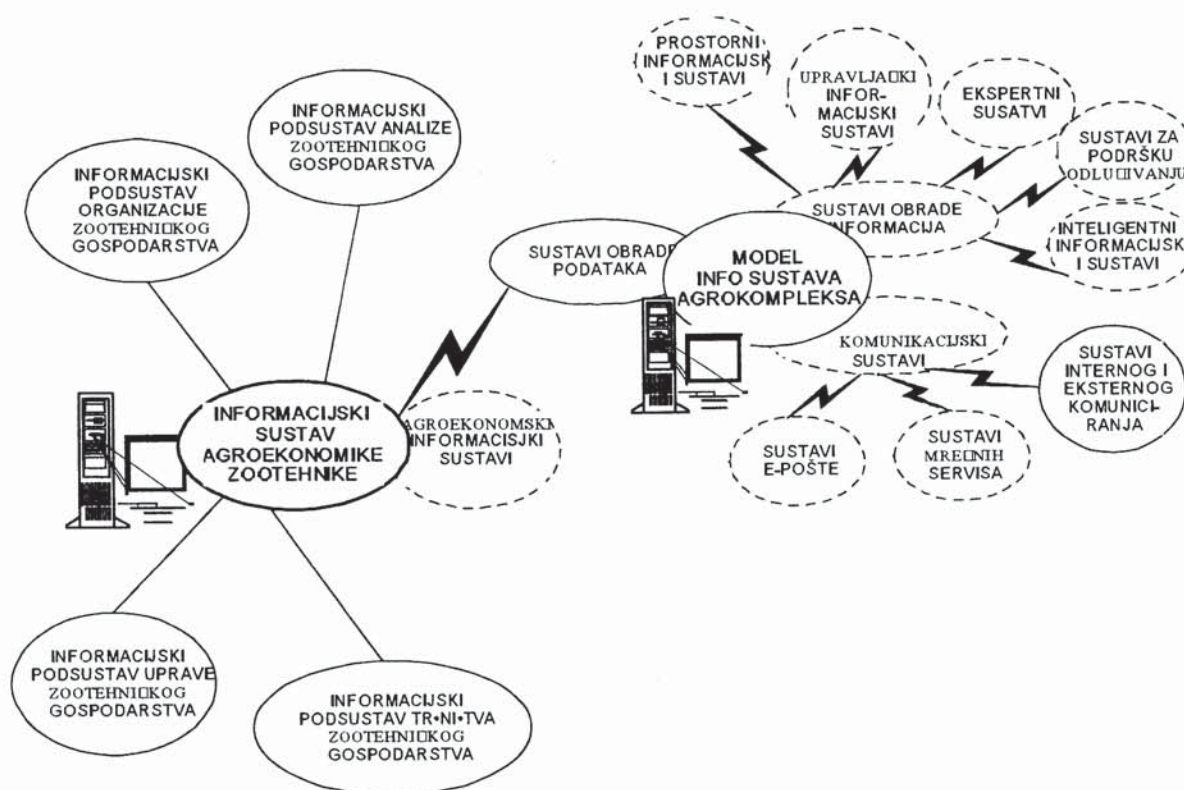 PROSTORNI
INFORMACIJSK
I SUSTAVI
UPRAVLJA□KI
INFOR-
MACIJSKI
SUSTAVI
EKSPERTNI
SUSATVI
SUSTAVI ZA
PODRŠKU
ODLU□IVANJU
INFORMACIJSKI
PODSUSTAV ANALIZE
ZOOTEHNI□KOG
GOSPODARSTVA
INFORMACIJSKI
PODSUSTAV
ORGANIZACIJE
ZOOTEHNI□KOG
GOSPODARSTVA
SUSTAVI OBRADE
INFORMACIJA
INTELIGENTNI
INFORMACIJSK
I SUSTAVI
SUSTAVI OBRADE
PODATAKA
MODEL
INFO SUSTAVA
AGROKOMPLEKSA
KOMUNIKACIJSKI
SUSTAVI
SUSTAVI
INTERNOG I
EKSTERNOG
KOMUNICI-
RANJA
INFORMACIJSKI
SUSTAV
AGROEKONOMIKE
ZOOTEHNIKE
AGROEKONOMSKI
INFORMACISJKI
SUSTAVI
SUSTAVI
E-POŠTE
SUSTAVI
MRE□NIH
SERVISA
INFORMACIJSKI
PODSUSTAV UPRAVE
ZOOTEHNI□KOG
GOSPODARSTVA
INFORMACIJSKI
PODSUSTAV TR•NI•TVA
ZOOTEHNI□KOG
GOSPODARSTVA